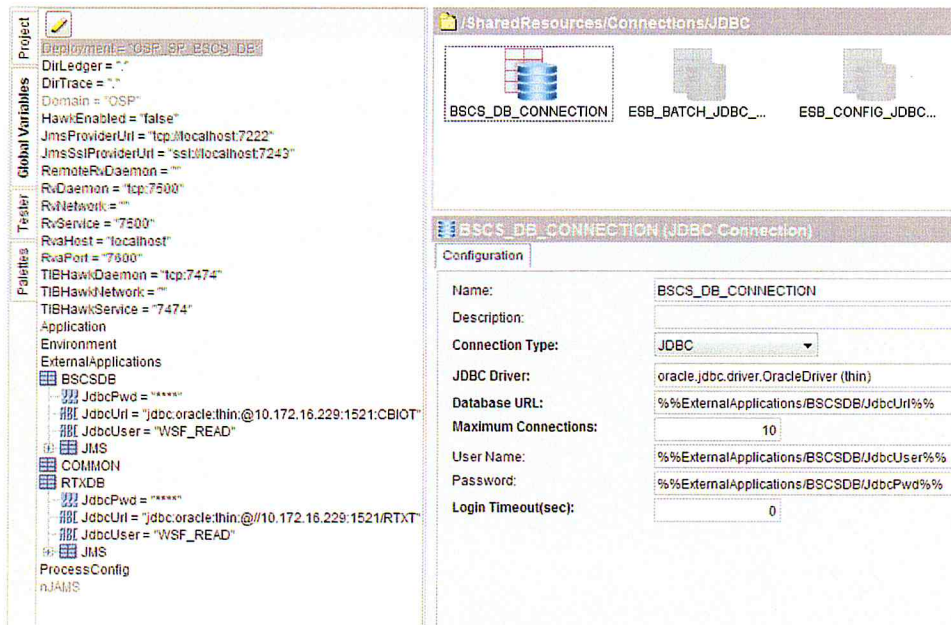 Project
Global Variables
Tester
Palettes
Deployment = "OSP_SP_BSCS_DB"
DirLedger = "."
DirTrace = "."
Domain = "OSP"
HawkEnabled = "false"
JmsProviderUrl = "tcp://localhost:7222"
JmsSslProviderUrl = "ssl://localhost:7243"
RemoteRvDaemon = ""
RvDaemon = "tcp:7500"
RvNetwork = ""
RvService = "7500"
RvaHost = "localhost"
RvaPort = "7600"
TIBHawkDaemon = "tcp:7474"
TIBHawkNetwork = ""
TIBHawkService = "7474"
Application
Environment
ExternalApplications
BSCSDB
JdbcPwd = "****"
JdbcUrl = "jdbc:oracle:thin:@10.172.16.229:1521:CBIOT"
JdbcUser = "WSF_READ"
JMS
COMMON
RTXDB
JdbcPwd = "****"
JdbcUrl = "jdbc:oracle:thin:@//10.172.16.229:1521/RTXT"
JdbcUser = "WSF_READ"
JMS
ProcessConfig
nJAMS
/SharedResources/Connections/JDBC
BSCS_DB_CONNECTION
ESB_BATCH_JDBC_...
ESB_CONFIG_JDBC...
BSCS_DB_CONNECTION (JDBC Connection)
Configuration
Name: BSCS_DB_CONNECTION
Description:
Connection Type: JDBC
JDBC Driver: oracle.jdbc.driver.OracleDriver (thin)
Database URL: %%ExternalApplications/BSCSDB/JdbcUrl%%
Maximum Connections: 10
User Name: %%ExternalApplications/BSCSDB/JdbcUser%%
Password: %%ExternalApplications/BSCSDB/JdbcPwd%%
Login Timeout(sec): 0